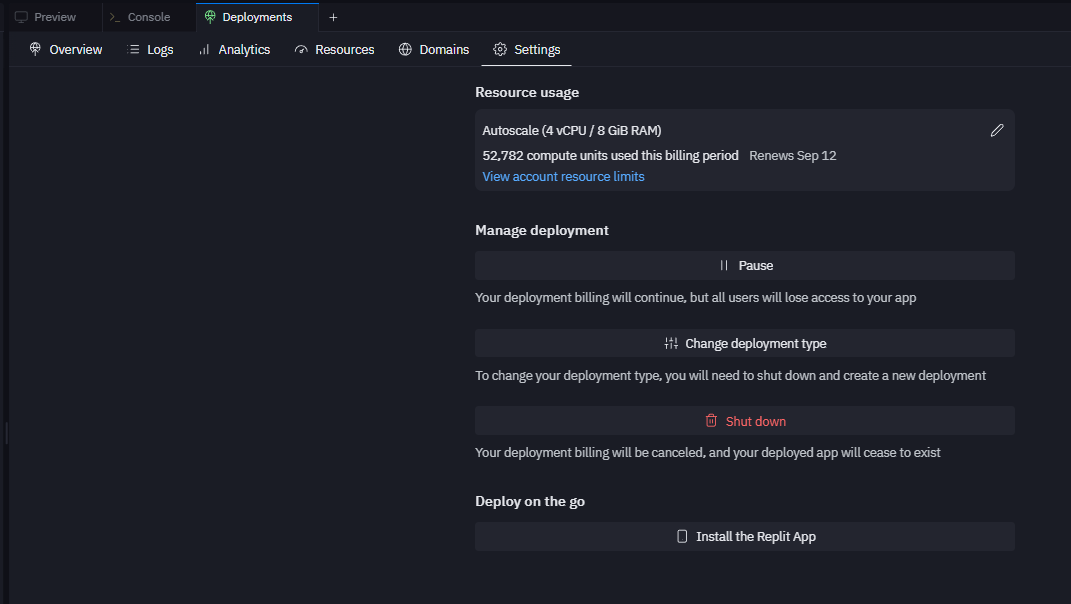 Preview Console Deployments
Overview Logs Analytics Resources Domains Settings
Resource usage
Autoscale (4 vCPU / 8 GiB RAM)
52,782 compute units used this billing period Renews Sep 12
View account resource limits
Manage deployment
Pause
Your deployment billing will continue, but all users will lose access to your app
Change deployment type
To change your deployment type, you will need to shut down and create a new deployment
Shut down
Your deployment billing will be canceled, and your deployed app will cease to exist
Deploy on the go
Install the Replit App